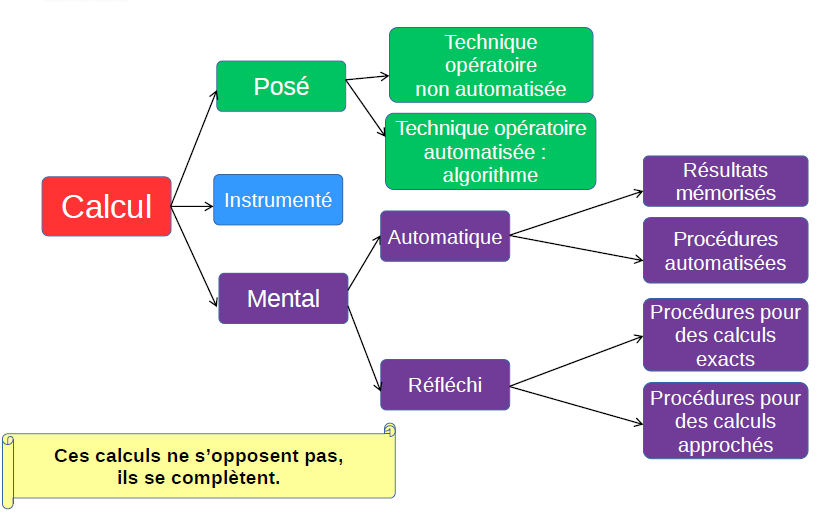 Calcul
Posé
Technique
opératoire
non automatisée
Technique opératoire
automatisée :
algorithme
Instrumenté
Mental
Automatique
Résultats
mémorisés
Procédures
automatisées
Réfléchi
Procédures pour
des calculs
exacts
Procédures pour
des calculs
approchés
Ces calculs ne s’opposent pas,
ils se complètent.